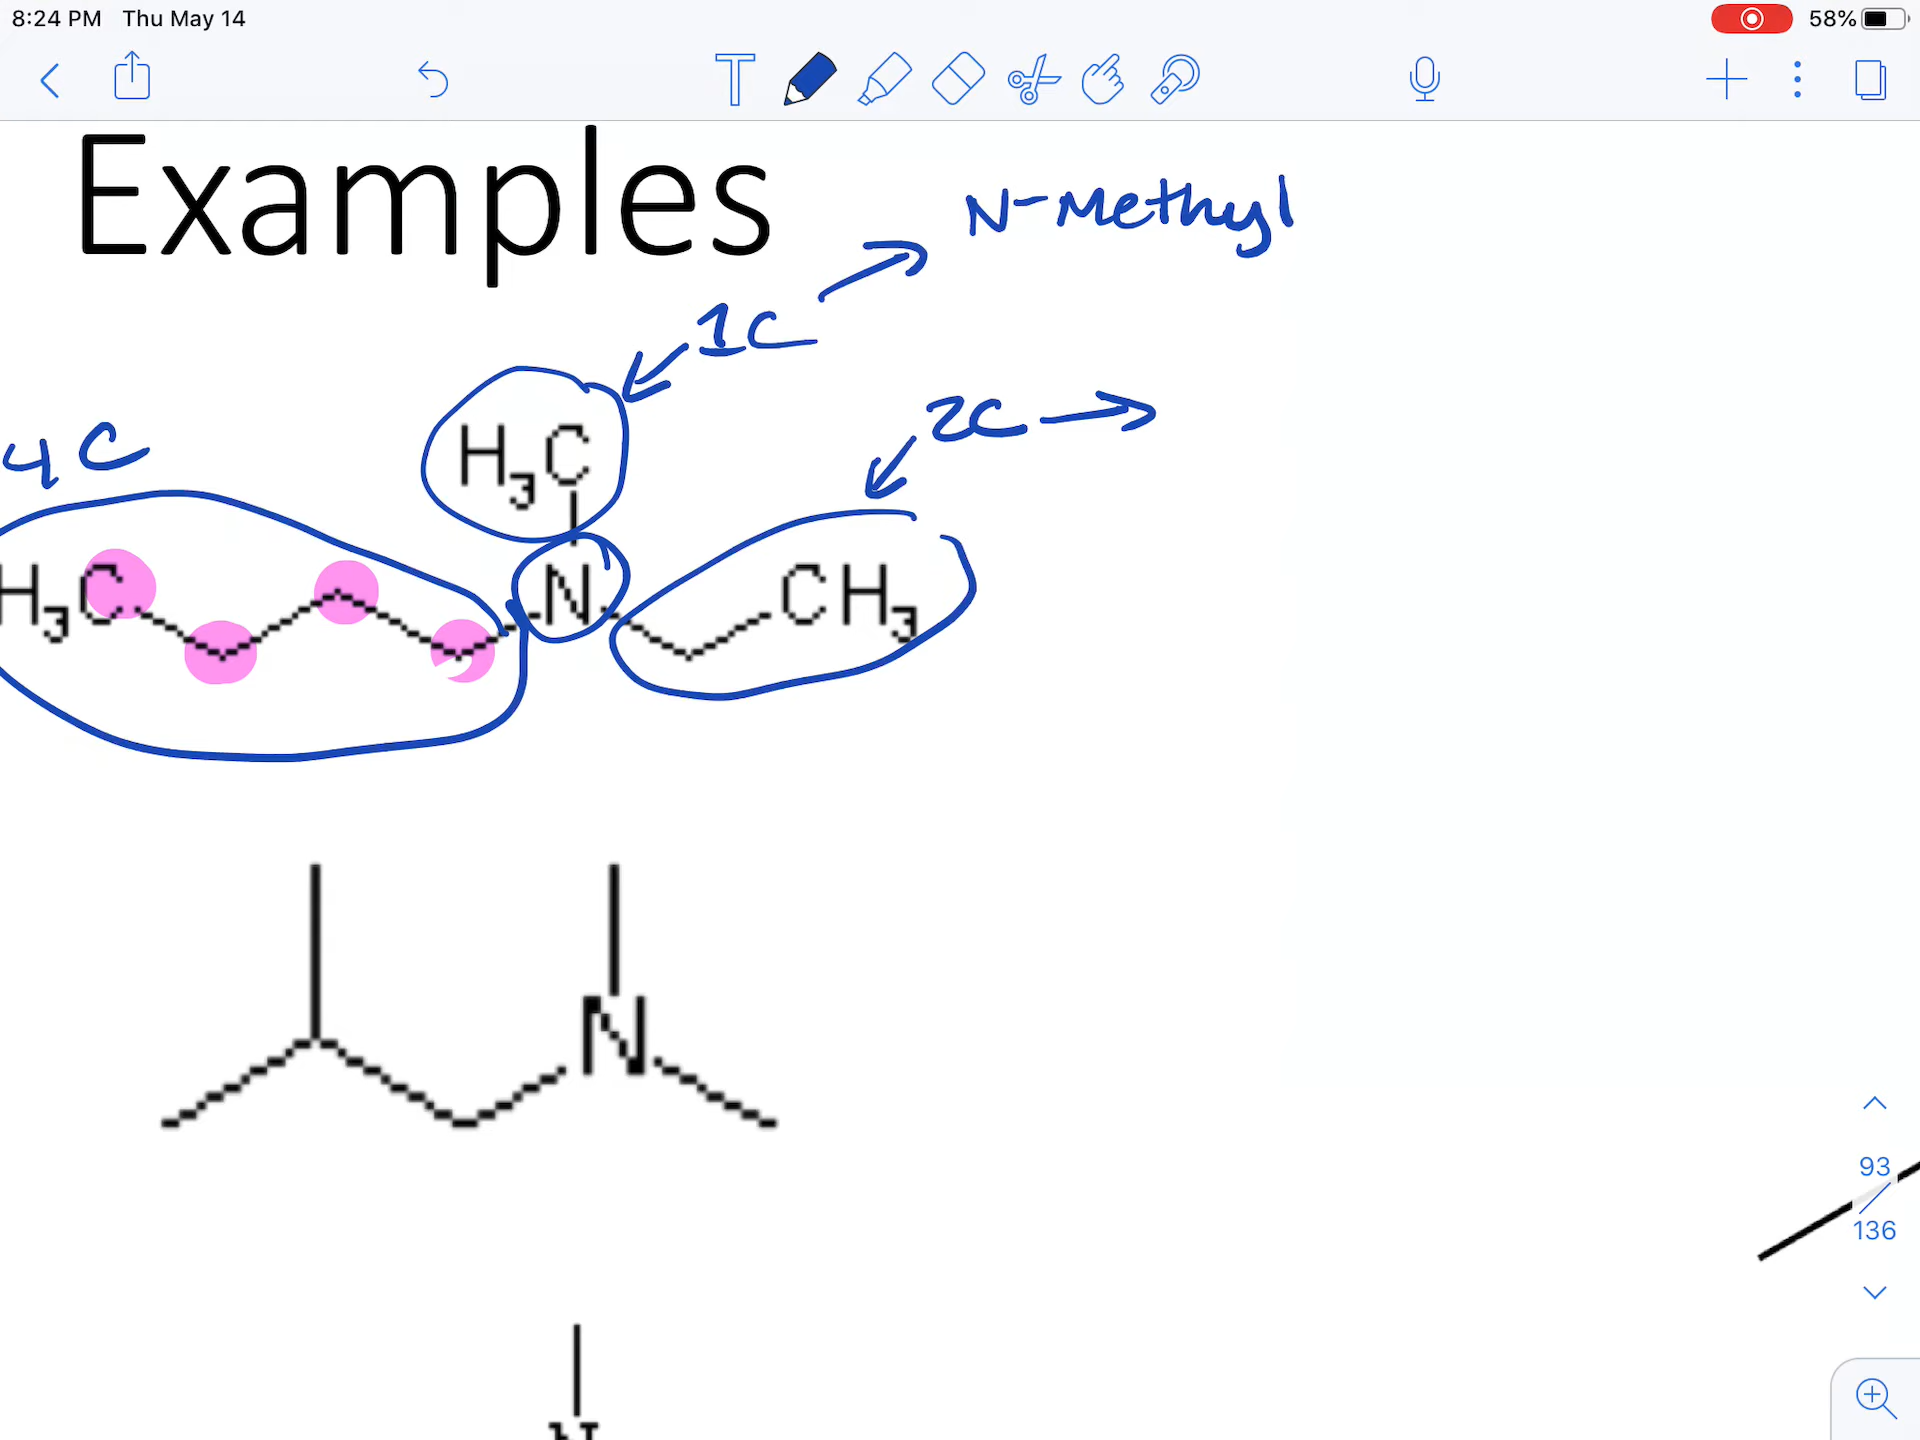 8:24 PM Thu May 14
58%
T
Examples
N-Methyl
1C
2C
4C
H3C
H3C
N
CH3
N
93
136